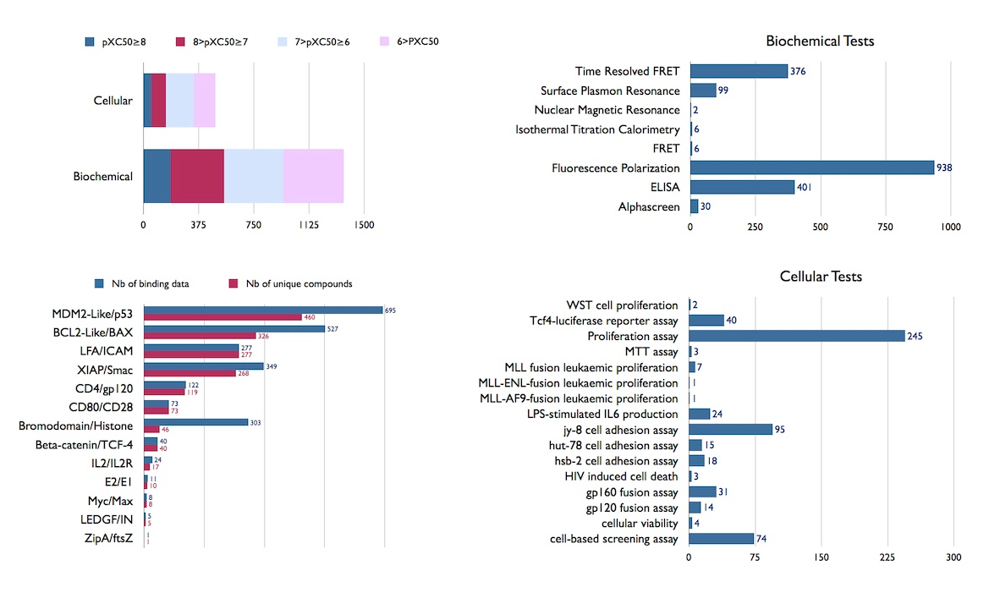 pXC50≥8 8>pXC50≥7 7>pXC50≥6 6>PXC50
Cellular
Biochemical
0 375 750 1125 1500
Biochemical Tests
Time Resolved FRET 376
Surface Plasmon Resonance 99
Nuclear Magnetic Resonance 2
Isothermal Titration Calorimetry 6
FRET 6
Fluorescence Polarization 938
ELISA 401
Alphascreen 30
0 250 500 750 1000
Nb of binding data Nb of unique compounds
MDM2-Like/p53 695 460
BCL2-Like/BAX 527 326
LFA/ICAM 277 277
XIAP/Smac 349 268
CD4/gp120 122 119
CD80/CD28 73 73
Bromodomain/Histone 303 46
Beta-catenin/TCF-4 40 40
IL2/IL2R 24 17
E2/E1 11 10
Myc/Max 8 8
LEDGF/IN 5 5
ZipA/ftsZ 1 1
Cellular Tests
WST cell proliferation 2
Tcf4-luciferase reporter assay 40
Proliferation assay 245
MTT assay 3
MLL fusion leukaemic proliferation 7
MLL-ENL-fusion leukaemic proliferation 1
MLL-AF9-fusion leukaemic proliferation 1
LPS-stimulated IL6 production 24
jy-8 cell adhesion assay 95
hut-78 cell adhesion assay 15
hsb-2 cell adhesion assay 18
HIV induced cell death 3
gp160 fusion assay 31
gp120 fusion assay 14
cellular viability 4
cell-based screening assay 74
0 75 150 225 300